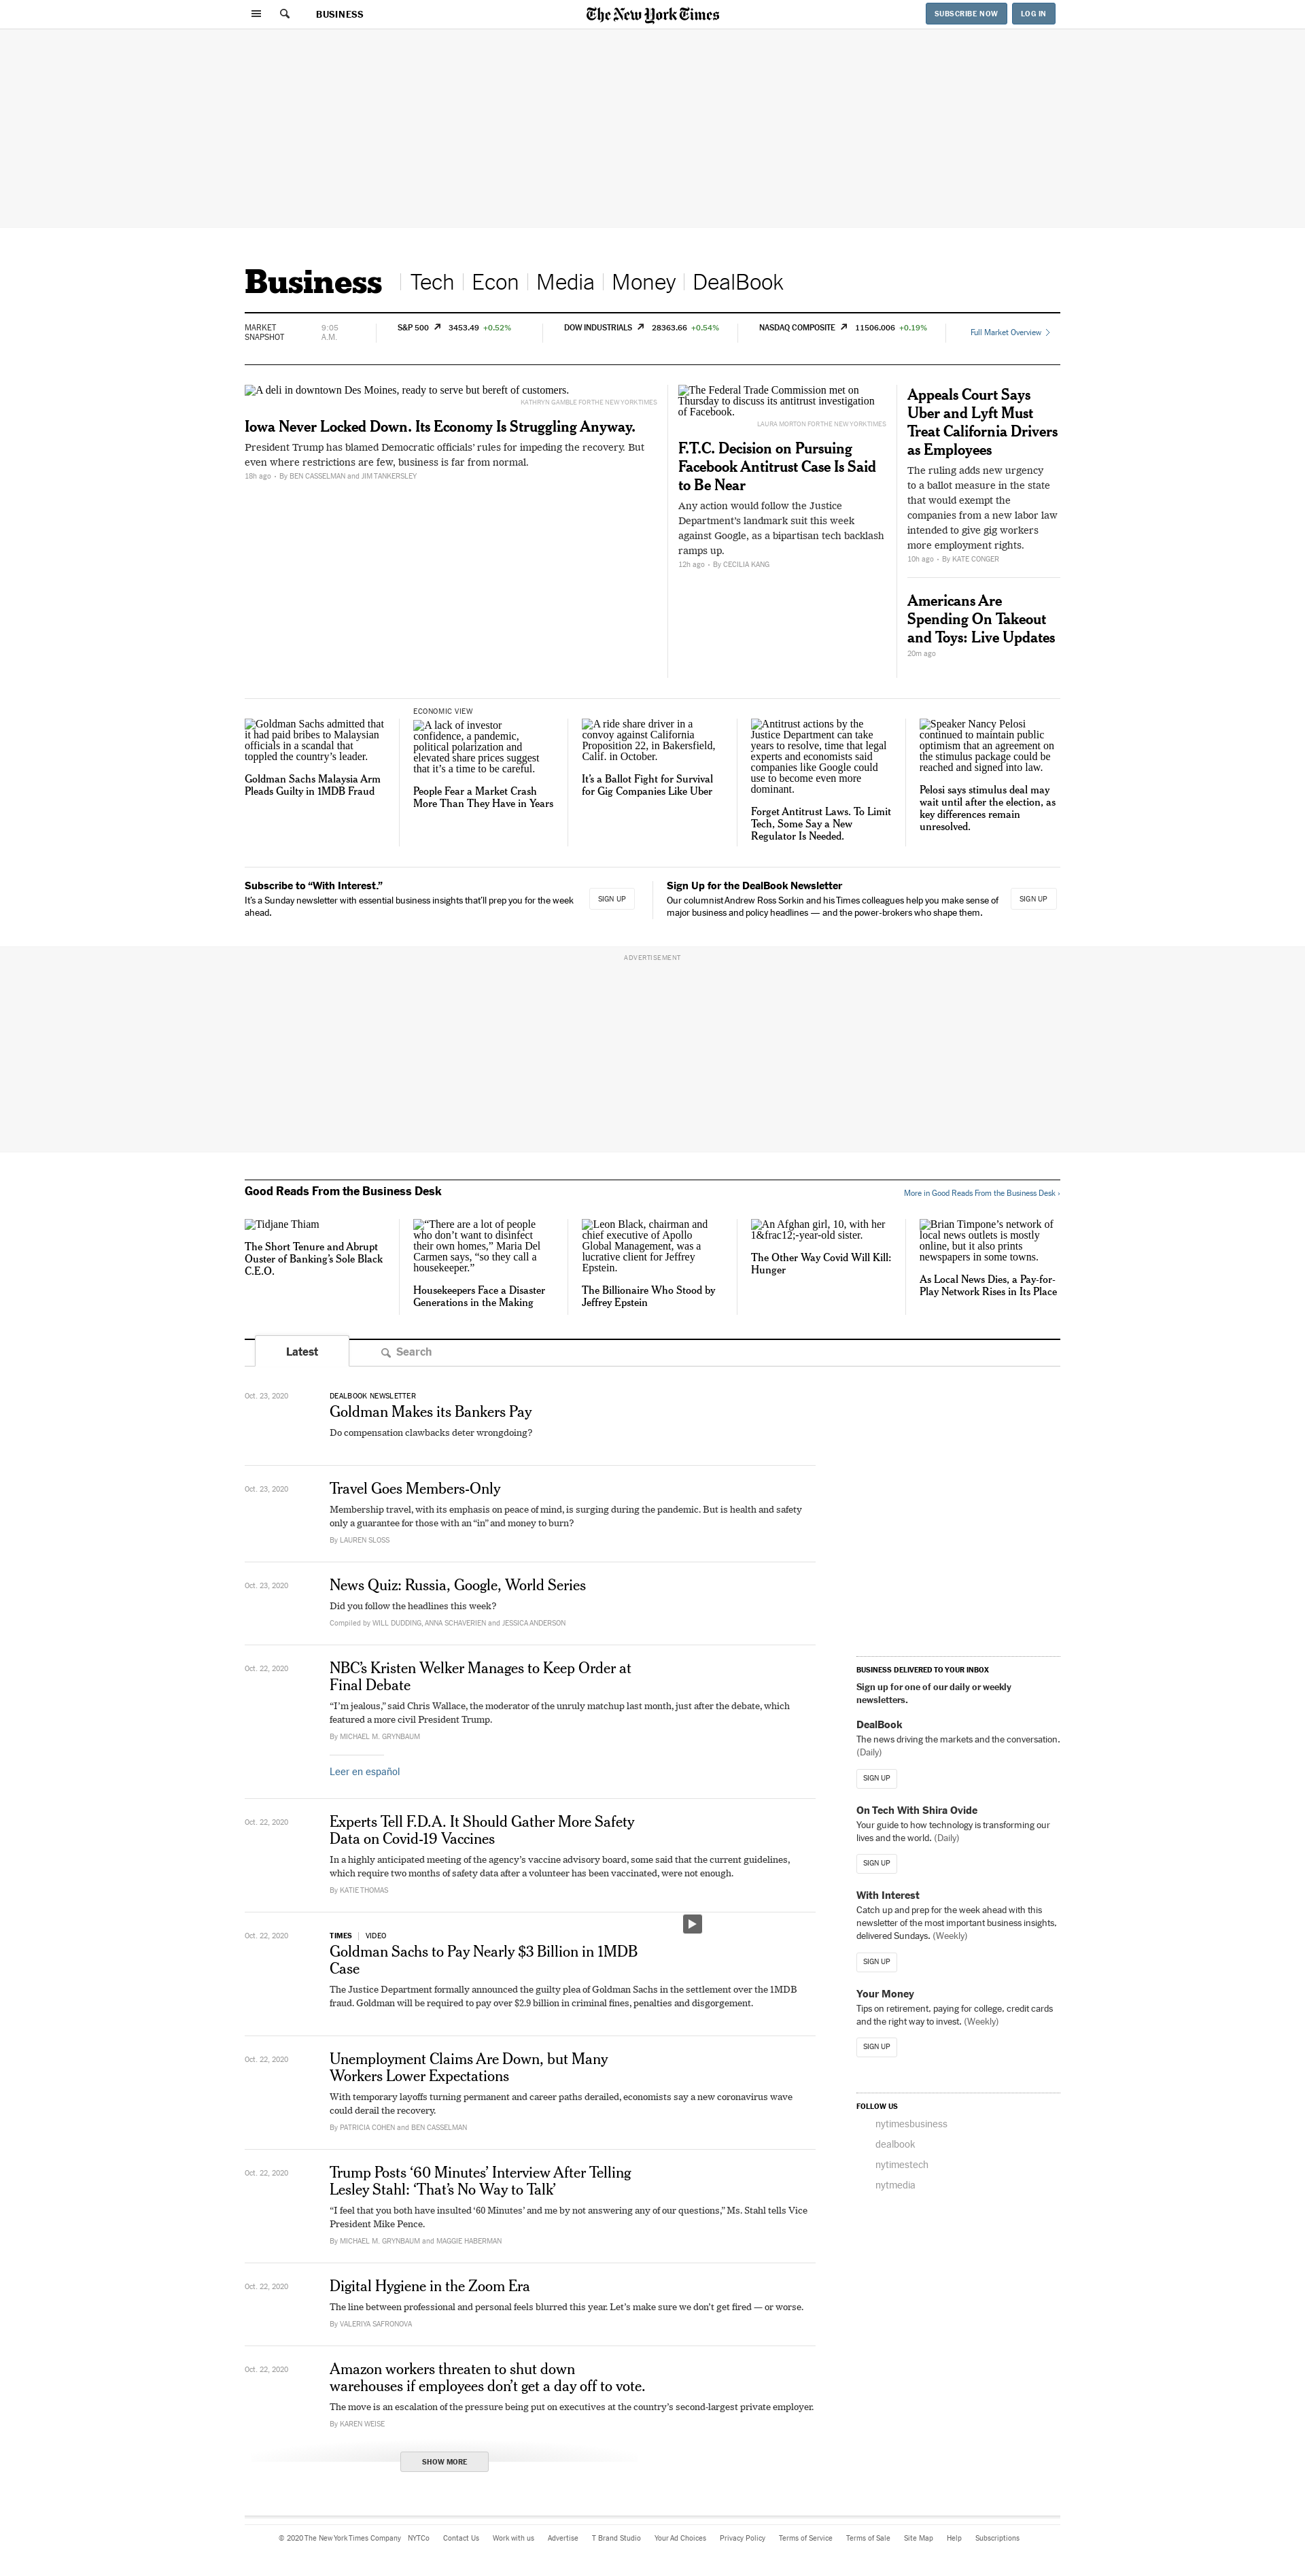 BUSINESS
The New York Times
SUBSCRIBE NOW
LOG IN
Business
Tech
Econ
Media
Money
DealBook
MARKET
SNAPSHOT
9:05
A.M.
S&P 500 3453.49 +0.52%
DOW INDUSTRIALS 28363.66 +0.54%
NASDAQ COMPOSITE 11506.006 +0.19%
Full Market Overview
A deli in downtown Des Moines, ready to serve but bereft of customers.
KATHRYN GAMBLE FOR THE NEW YORK TIMES
Iowa Never Locked Down. Its Economy Is Struggling Anyway.
President Trump has blamed Democratic officials’ rules for impeding the recovery. But
even where restrictions are few, business is far from normal.
18h ago - By BEN CASSELMAN and JIM TANKERSLEY
The Federal Trade Commission met on
Thursday to discuss its antitrust investigation
of Facebook.
LAURA MORTON FOR THE NEW YORK TIMES
F.T.C. Decision on Pursuing
Facebook Antitrust Case Is Said
to Be Near
Any action would follow the Justice
Department’s landmark suit this week
against Google, as a bipartisan tech backlash
ramps up.
12h ago - By CECILIA KANG
Appeals Court Says
Uber and Lyft Must
Treat California Drivers
as Employees
The ruling adds new urgency
to a ballot measure in the state
that would exempt the
companies from a new labor law
intended to give gig workers
more employment rights.
10h ago - By KATE CONGER
Americans Are
Spending On Takeout
and Toys: Live Updates
20m ago
Goldman Sachs admitted that
it had paid bribes to Malaysian
officials in a scandal that
toppled the country’s leader.
Goldman Sachs Malaysia Arm
Pleads Guilty in 1MDB Fraud
ECONOMIC VIEW
A lack of investor
confidence, a pandemic,
political polarization and
elevated share prices suggest
that it’s a time to be careful.
People Fear a Market Crash
More Than They Have in Years
A ride share driver in a
convoy against California
Proposition 22, in Bakersfield,
Calif. in October.
It’s a Ballot Fight for Survival
for Gig Companies Like Uber
Antitrust actions by the
Justice Department can take
years to resolve, time that legal
experts and economists said
companies like Google could
use to become even more
dominant.
Forget Antitrust Laws. To Limit
Tech, Some Say a New
Regulator Is Needed.
Speaker Nancy Pelosi
continued to maintain public
optimism that an agreement on
the stimulus package could be
reached and signed into law.
Pelosi says stimulus deal may
wait until after the election, as
key differences remain
unresolved.
Subscribe to “With Interest.”
It’s a Sunday newsletter with essential business insights that’ll prep you for the week
ahead.
SIGN UP
Sign Up for the DealBook Newsletter
Our columnist Andrew Ross Sorkin and his Times colleagues help you make sense of
major business and policy headlines — and the power-brokers who shape them.
SIGN UP
ADVERTISEMENT
Good Reads From the Business Desk
More in Good Reads From the Business Desk ›
Tidjane Thiam
The Short Tenure and Abrupt
Ouster of Banking’s Sole Black
C.E.O.
“There are a lot of people
who don’t want to disinfect
their own homes,” Maria Del
Carmen says, “so they call a
housekeeper.”
Housekeepers Face a Disaster
Generations in the Making
Leon Black, chairman and
chief executive of Apollo
Global Management, was a
lucrative client for Jeffrey
Epstein.
The Billionaire Who Stood by
Jeffrey Epstein
An Afghan girl, 10, with her
1&frac12;-year-old sister.
The Other Way Covid Will Kill:
Hunger
Brian Timpone’s network of
local news outlets is mostly
online, but it also prints
newspapers in some towns.
As Local News Dies, a Pay-for-
Play Network Rises in Its Place
Latest
Search
Oct. 23, 2020
DEALBOOK NEWSLETTER
Goldman Makes its Bankers Pay
Do compensation clawbacks deter wrongdoing?
Oct. 23, 2020
Travel Goes Members-Only
Membership travel, with its emphasis on peace of mind, is surging during the pandemic. But is health and safety
only a guarantee for those with an “in” and money to burn?
By LAUREN SLOSS
Oct. 23, 2020
News Quiz: Russia, Google, World Series
Did you follow the headlines this week?
Compiled by WILL DUDDING, ANNA SCHAVERIEN and JESSICA ANDERSON
Oct. 22, 2020
NBC’s Kristen Welker Manages to Keep Order at
Final Debate
“I’m jealous,” said Chris Wallace, the moderator of the unruly matchup last month, just after the debate, which
featured a more civil President Trump.
By MICHAEL M. GRYNBAUM
Leer en español
Oct. 22, 2020
Experts Tell F.D.A. It Should Gather More Safety
Data on Covid-19 Vaccines
In a highly anticipated meeting of the agency’s vaccine advisory board, some said that the current guidelines,
which require two months of safety data after a volunteer has been vaccinated, were not enough.
By KATIE THOMAS
Oct. 22, 2020
TIMES | VIDEO
Goldman Sachs to Pay Nearly $3 Billion in 1MDB
Case
The Justice Department formally announced the guilty plea of Goldman Sachs in the settlement over the 1MDB
fraud. Goldman will be required to pay over $2.9 billion in criminal fines, penalties and disgorgement.
Oct. 22, 2020
Unemployment Claims Are Down, but Many
Workers Lower Expectations
With temporary layoffs turning permanent and career paths derailed, economists say a new coronavirus wave
could derail the recovery.
By PATRICIA COHEN and BEN CASSELMAN
Oct. 22, 2020
Trump Posts ‘60 Minutes’ Interview After Telling
Lesley Stahl: ‘That’s No Way to Talk’
“I feel that you both have insulted ‘60 Minutes’ and me by not answering any of our questions,” Ms. Stahl tells Vice
President Mike Pence.
By MICHAEL M. GRYNBAUM and MAGGIE HABERMAN
Oct. 22, 2020
Digital Hygiene in the Zoom Era
The line between professional and personal feels blurred this year. Let’s make sure we don’t get fired — or worse.
By VALERIYA SAFRONOVA
Oct. 22, 2020
Amazon workers threaten to shut down
warehouses if employees don’t get a day off to vote.
The move is an escalation of the pressure being put on executives at the country’s second-largest private employer.
By KAREN WEISE
SHOW MORE
BUSINESS DELIVERED TO YOUR INBOX
Sign up for one of our daily or weekly
newsletters.
DealBook
The news driving the markets and the conversation.
(Daily)
SIGN UP
On Tech With Shira Ovide
Your guide to how technology is transforming our
lives and the world. (Daily)
SIGN UP
With Interest
Catch up and prep for the week ahead with this
newsletter of the most important business insights,
delivered Sundays. (Weekly)
SIGN UP
Your Money
Tips on retirement, paying for college, credit cards
and the right way to invest. (Weekly)
SIGN UP
FOLLOW US
nytimesbusiness
dealbook
nytimestech
nytmedia
© 2020 The New York Times Company NYTCo Contact Us Work with us Advertise T Brand Studio Your Ad Choices Privacy Policy Terms of Service Terms of Sale Site Map Help Subscriptions